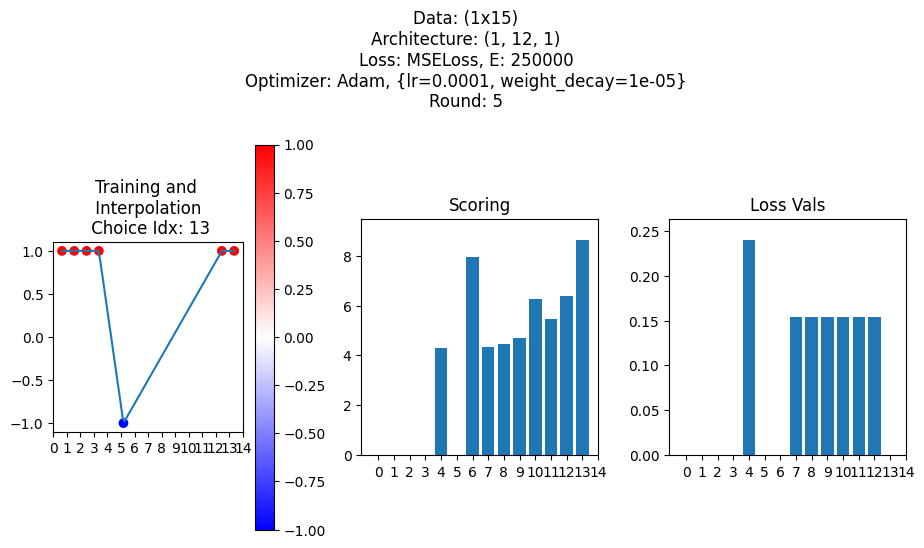 Data: (1x15)
Architecture: (1, 12, 1)
Loss: MSELoss, E: 250000
Optimizer: Adam, {lr=0.0001, weight_decay=1e-05}
Round: 5
Training and
Interpolation
Choice Idx: 13
1.0
0.5
0.0
−0.5
−1.0
0 1 2 3 4 5 6 7 8 9 10 11 12 13 14
1.00
0.75
0.50
0.25
0.00
−0.25
−0.50
−0.75
−1.00
Scoring
8
6
4
2
0
0 1 2 3 4 5 6 7 8 9 10 11 12 13 14
Loss Vals
0.25
0.20
0.15
0.10
0.05
0.00
0 1 2 3 4 5 6 7 8 9 10 11 12 13 14